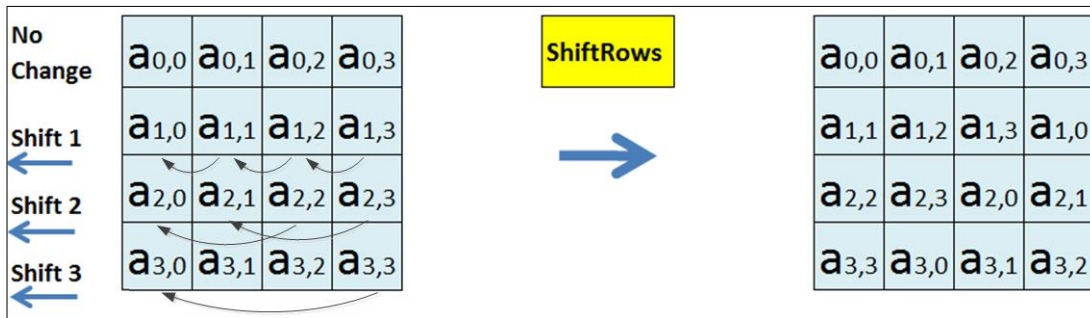 No
Change
a0,0 a0,1 a0,2 a0,3
ShiftRows
a0,0 a0,1 a0,2 a0,3
Shift 1
a1,0 a1,1 a1,2 a1,3
a1,1 a1,2 a1,3 a1,0
Shift 2
a2,0 a2,1 a2,2 a2,3
a2,2 a2,3 a2,0 a2,1
Shift 3
a3,0 a3,1 a3,2 a3,3
a3,3 a3,0 a3,1 a3,2